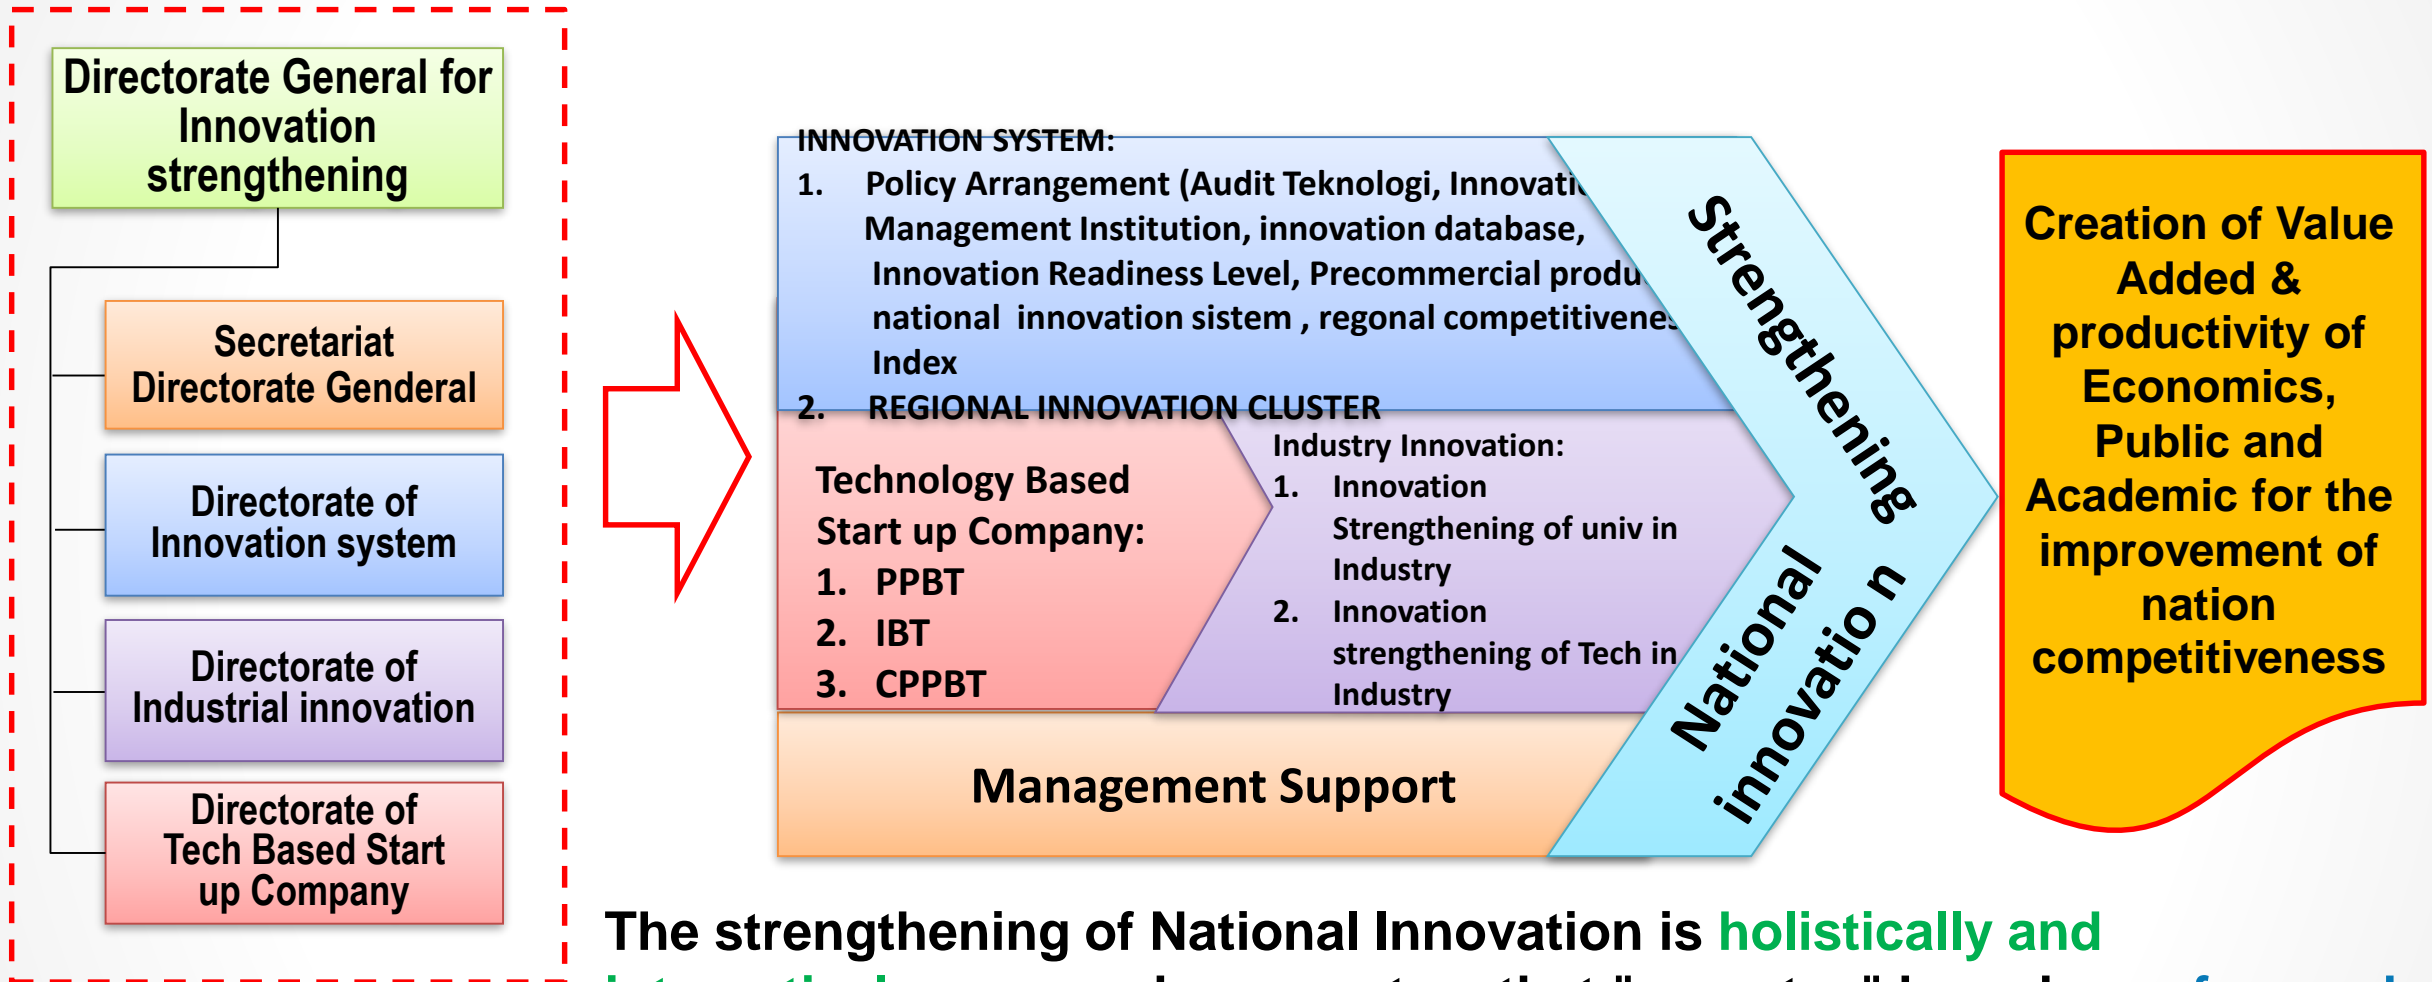 Directorate General for
Innovation
strengthening
Secretariat
Directorate Genderal
Directorate of
Innovation system
Directorate of
Industrial innovation
Directorate of
Tech Based Start
up Company
INNOVATION SYSTEM:
1. Policy Arrangement (Audit Teknologi, Innovati
Management Institution, innovation database,
Innovation Readiness Level, Precommercial produ
national innovation sistem , regonal competitivenes
Index
2. REGIONAL INNOVATION CLUSTER
Technology Based
Start up Company:
1. PPBT
2. IBT
3. CPPBT
Industry Innovation:
1. Innovation
Strengthening of univ in
Industry
2. Innovation
strengthening of Tech in
Industry
Management Support
Strengthening
National
innovatio n
Creation of Value
Added &
productivity of
Economics,
Public and
Academic for the
improvement of
nation
competitiveness
The strengthening of National Innovation is holistically and